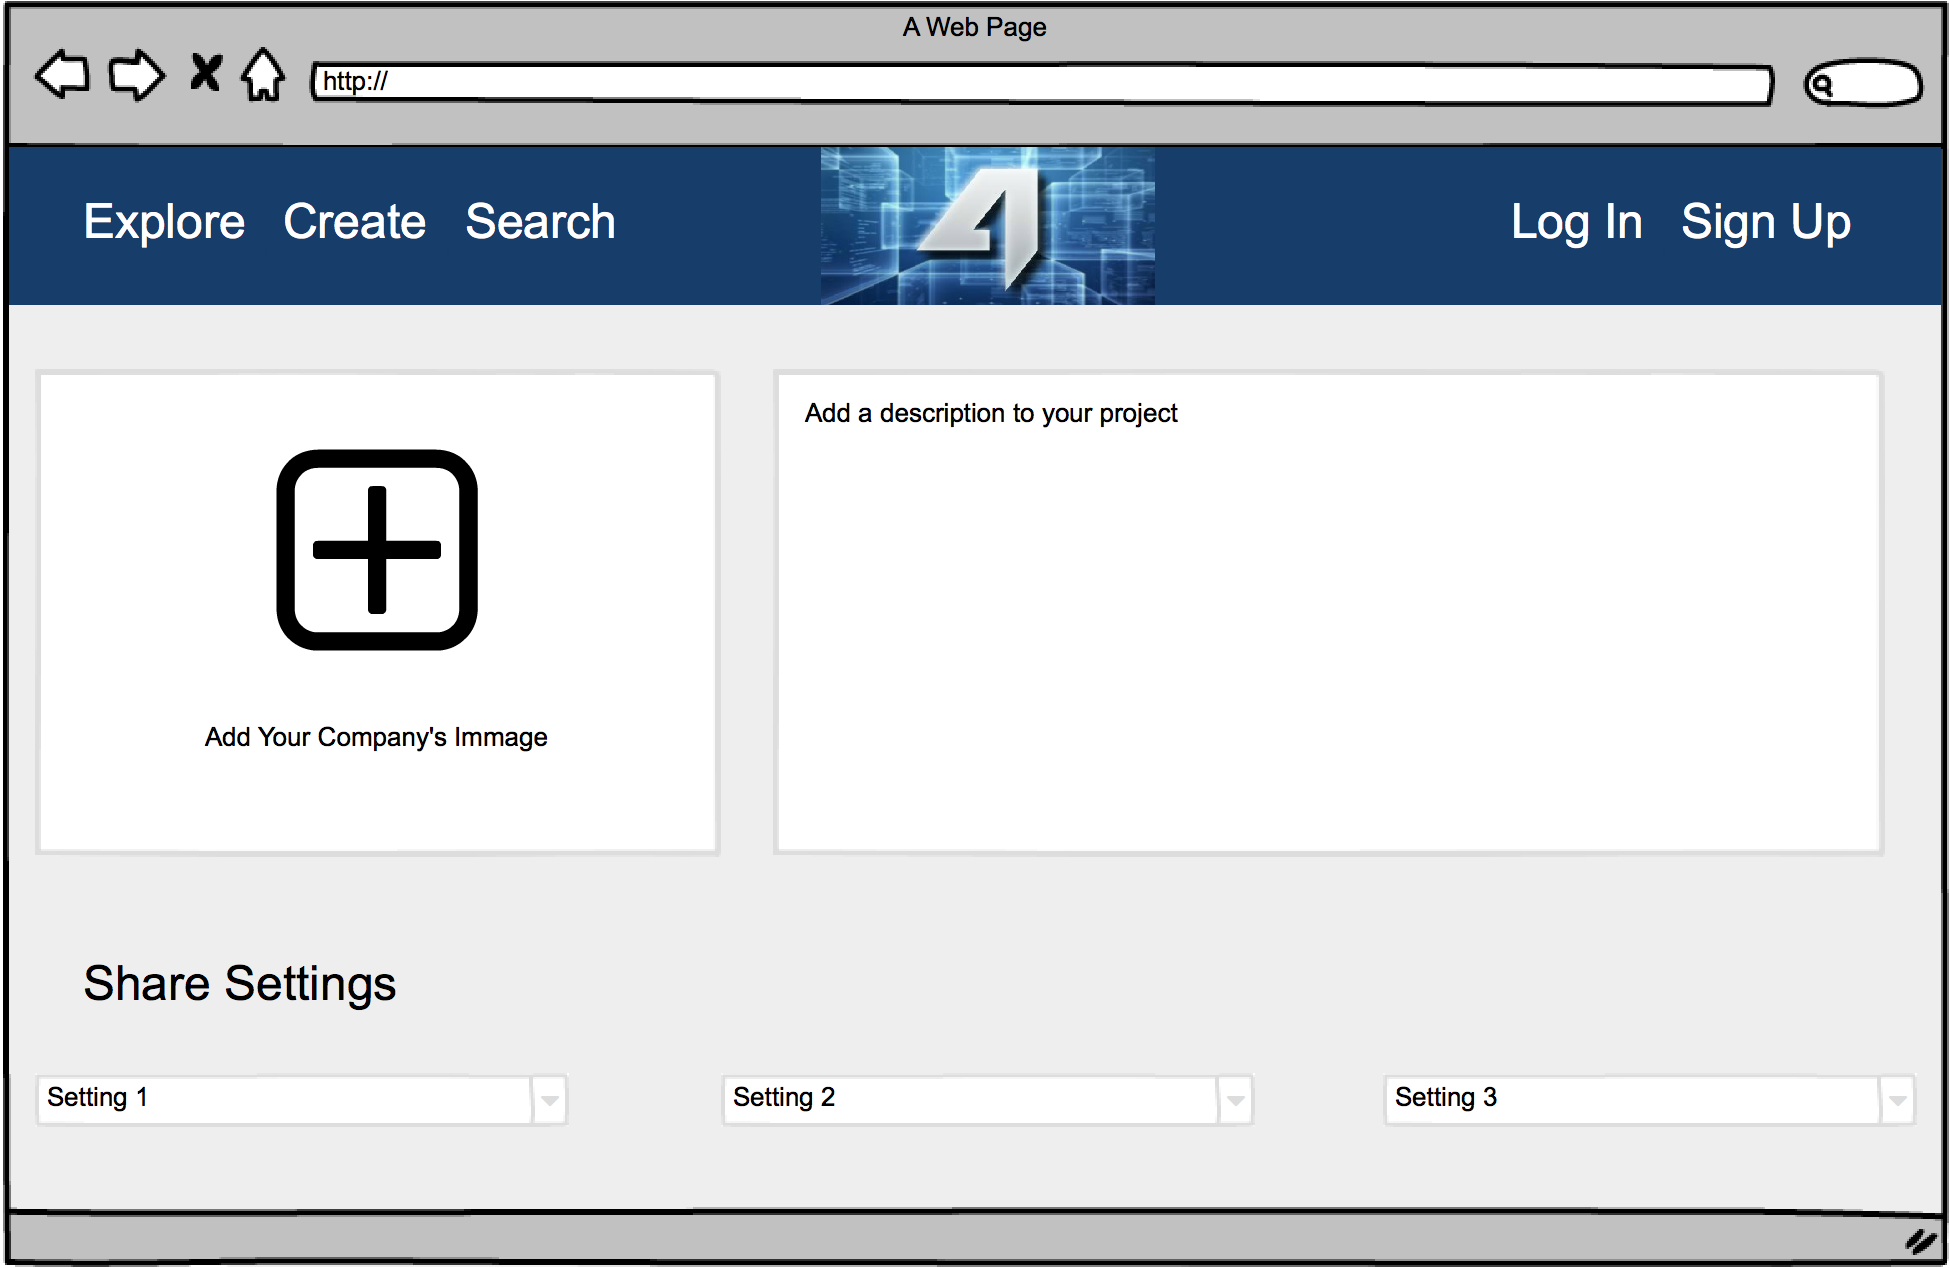 A Web Page
http://
Explore Create Search Log In Sign Up
Add a description to your project
Add Your Company's Immage
Share Settings
Setting 1 Setting 2 Setting 3